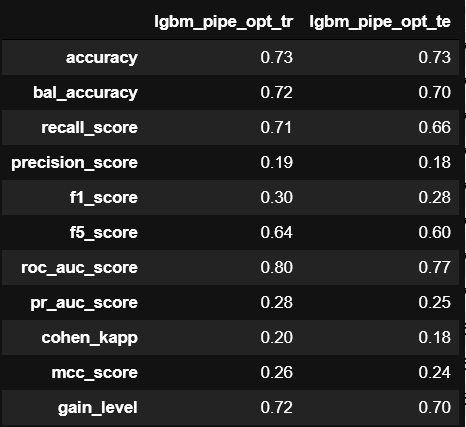 lgbm_pipe_opt_tr lgbm_pipe_opt_te
accuracy 0.73 0.73
bal_accuracy 0.72 0.70
recall_score 0.71 0.66
precision_score 0.19 0.18
f1_score 0.30 0.28
f5_score 0.64 0.60
roc_auc_score 0.80 0.77
pr_auc_score 0.28 0.25
cohen_kapp 0.20 0.18
mcc_score 0.26 0.24
gain_level 0.72 0.70